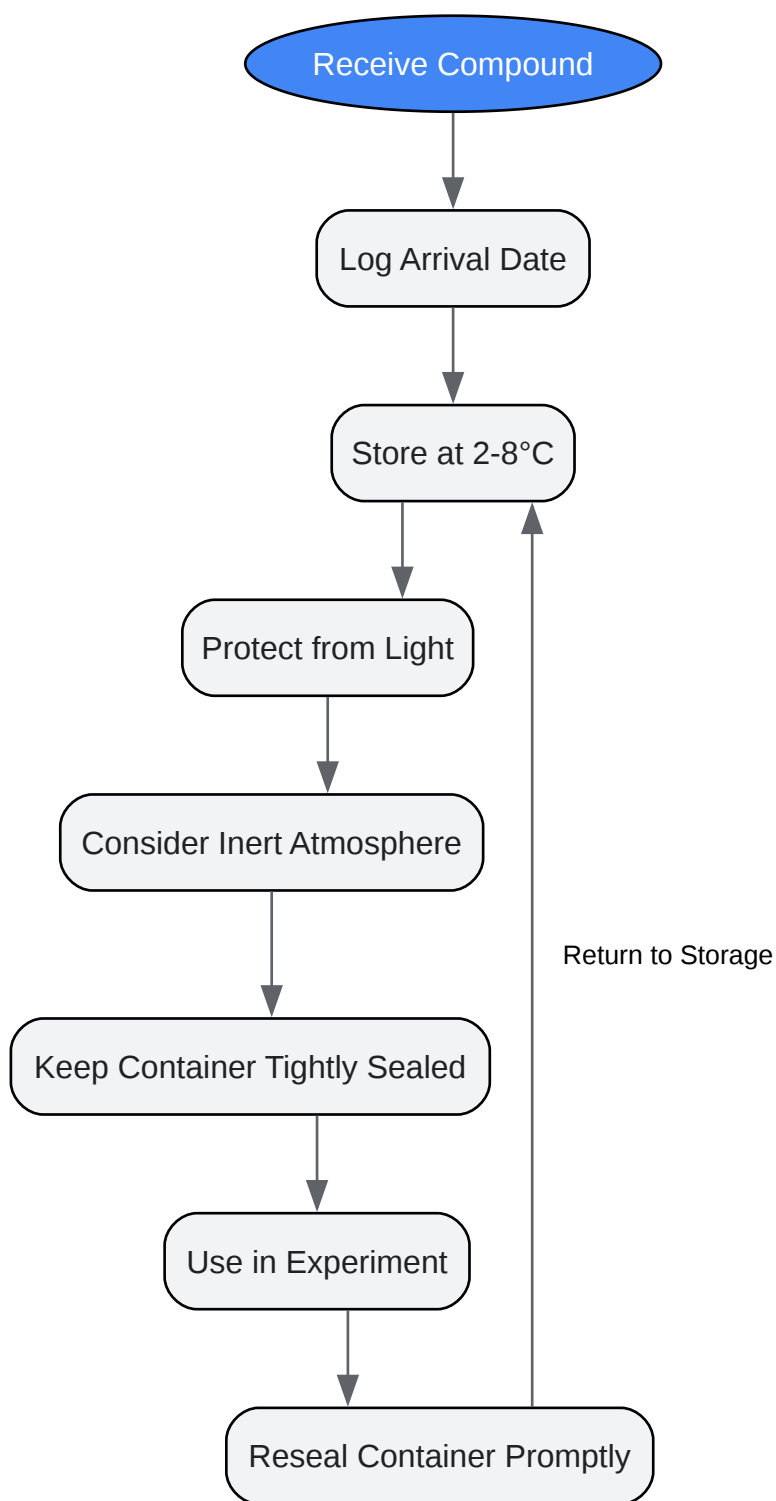 Receive Compound
Log Arrival Date
Store at 2-8°C
Protect from Light
Consider Inert Atmosphere
Return to Storage
Keep Container Tightly Sealed
Use in Experiment
Reseal Container Promptly